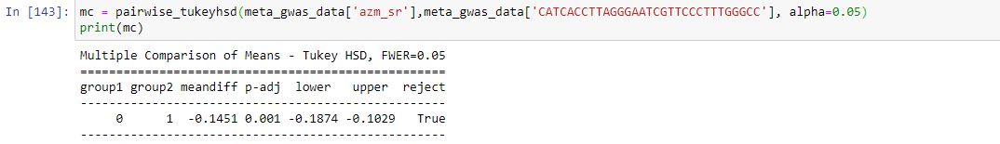 In [143]: mc = pairwise_tukeyhsd(meta_gwas_data['azm_sr'],meta_gwas_data['CATCACCTTAGGGAATCGTTCCCTTTGGGCC'], alpha=0.05)
print(mc)
Multiple Comparison of Means - Tukey HSD, FWER=0.05
====================================================
group1 group2 meandiff p-adj lower upper reject
----------------------------------------------------
0 1 -0.1451 0.001 -0.1874 -0.1029 True
----------------------------------------------------